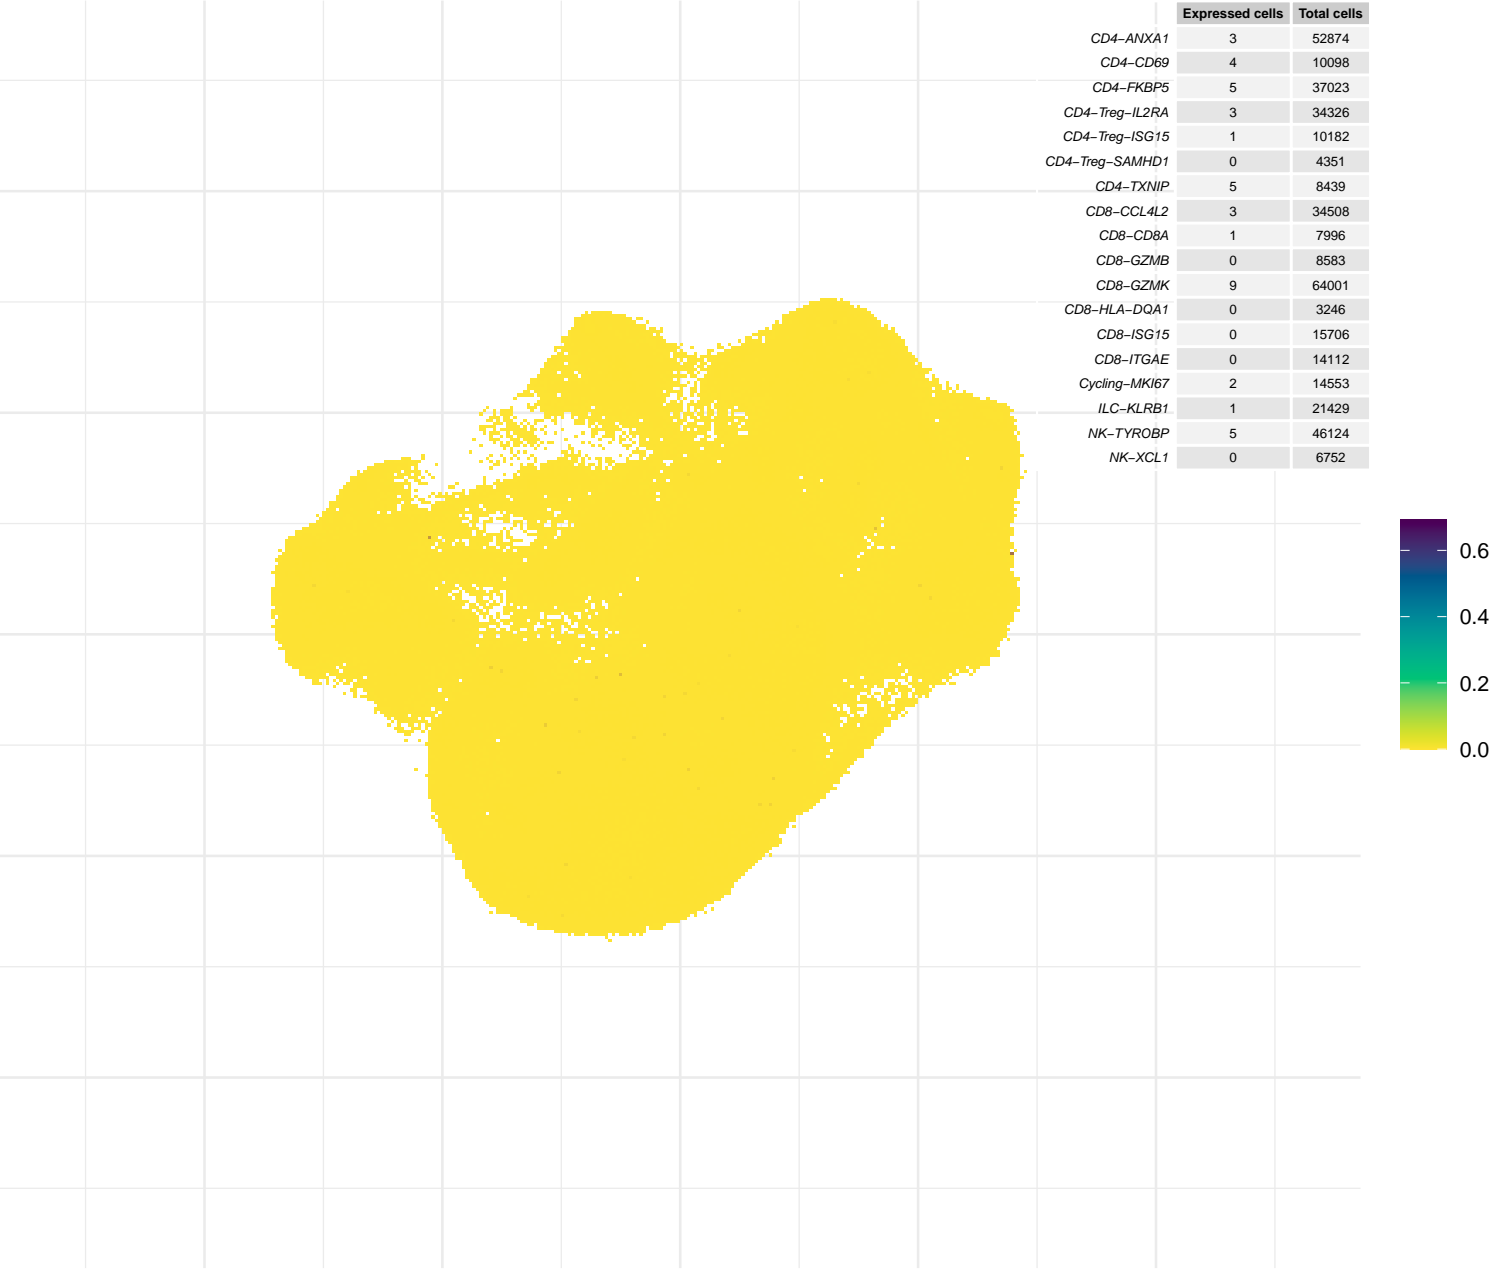 Expressed cells Total cells
CD4−ANXA1 3 52874
CD4−CD69 4 10098
CD4−FKBP5 5 37023
CD4−Treg−IL2RA 3 34326
CD4−Treg−ISG15 1 10182
CD4−Treg−SAMHD1 0 4351
CD4−TXNIP 5 8439
CD8−CCL4L2 3 34508
CD8−CD8A 1 7996
CD8−GZMB 0 8583
CD8−GZMK 9 64001
CD8−HLA−DQA1 0 3246
CD8−ISG15 0 15706
CD8−ITGAE 0 14112
Cycling−MKI67 2 14553
ILC−KLRB1 1 21429
NK−TYROBP 5 46124
NK−XCL1 0 6752
0.6
0.4
0.2
0.0